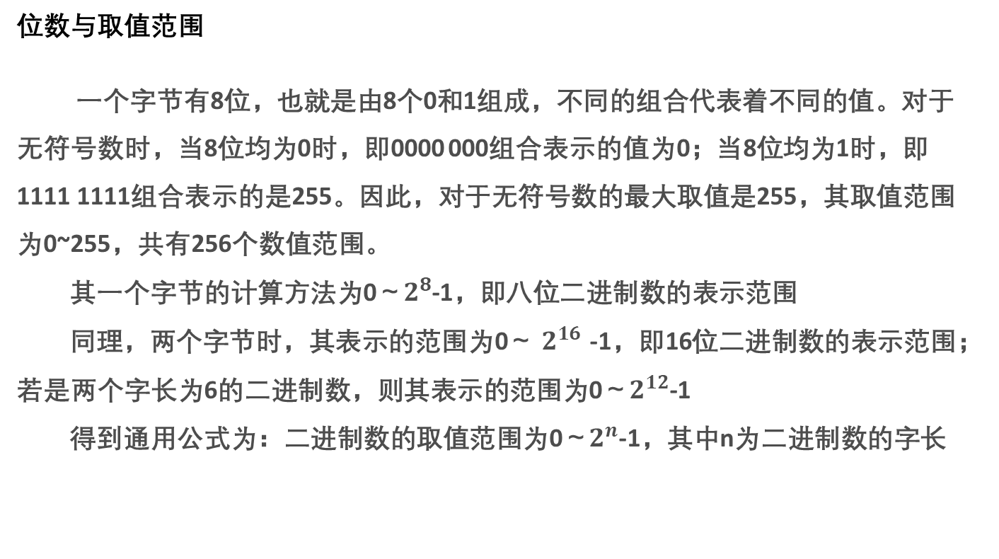 位数与取值范围
一个字节有8位，也就是由8个0和1组成，不同的组合代表着不同的值。对于
无符号数时，当8位均为0时，即0000 000组合表示的值为0；当8位均为1时，即
1111 1111组合表示的是255。因此，对于无符号数的最大取值是255，其取值范围
为0~255，共有256个数值范围。
其一个字节的计算方法为0 ~ 2⁸-1，即八位二进制数的表示范围
同理，两个字节时，其表示的范围为0 ~ 2¹⁶ -1，即16位二进制数的表示范围；
若是两个字长为6的二进制数，则其表示的范围为0 ~ 2¹²-1
得到通用公式为：二进制数的取值范围为0 ~ 2ⁿ-1，其中n为二进制数的字长